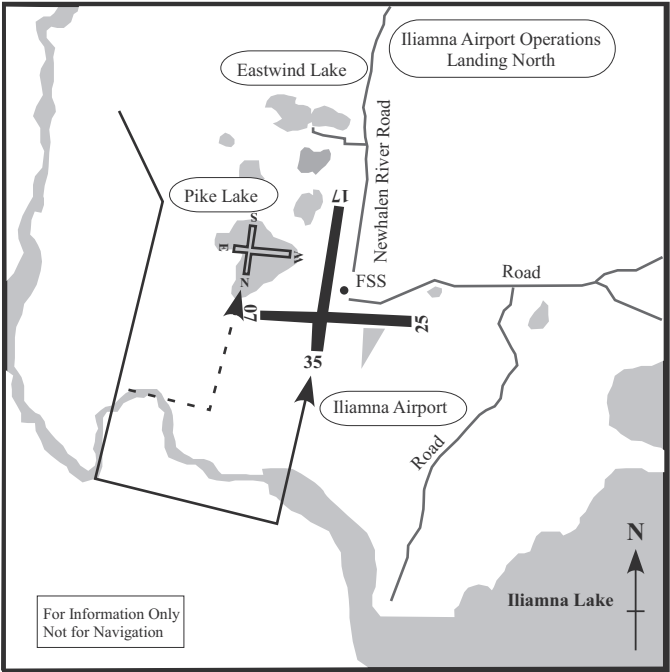 Iliamna Airport Operations
Landing North
Eastwind Lake
Newhalen River Road
Pike Lake
17
S
E
W
N
FSS
Road
07
25
35
Iliamna Airport
Road
N
Iliamna Lake
For Information Only
Not for Navigation